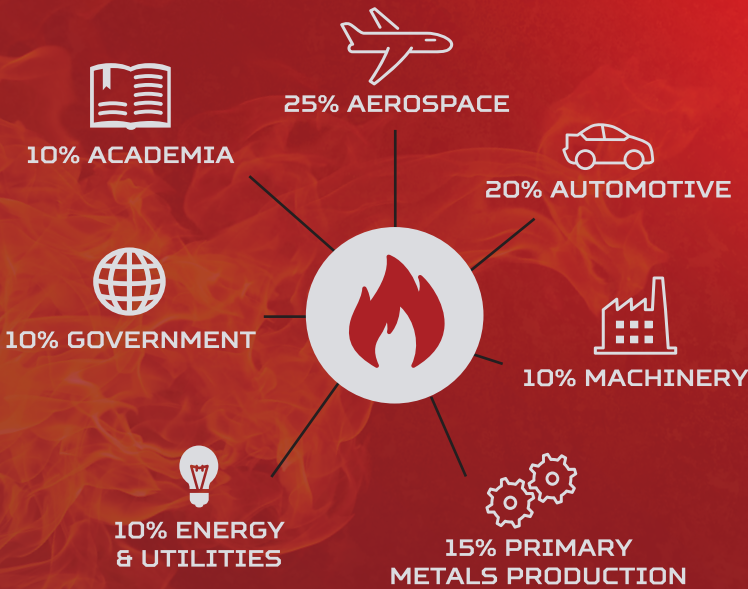 25% AEROSPACE
10% ACADEMIA
20% AUTOMOTIVE
10% GOVERNMENT
10% MACHINERY
10% ENERGY
& UTILITIES
15% PRIMARY
METALS PRODUCTION